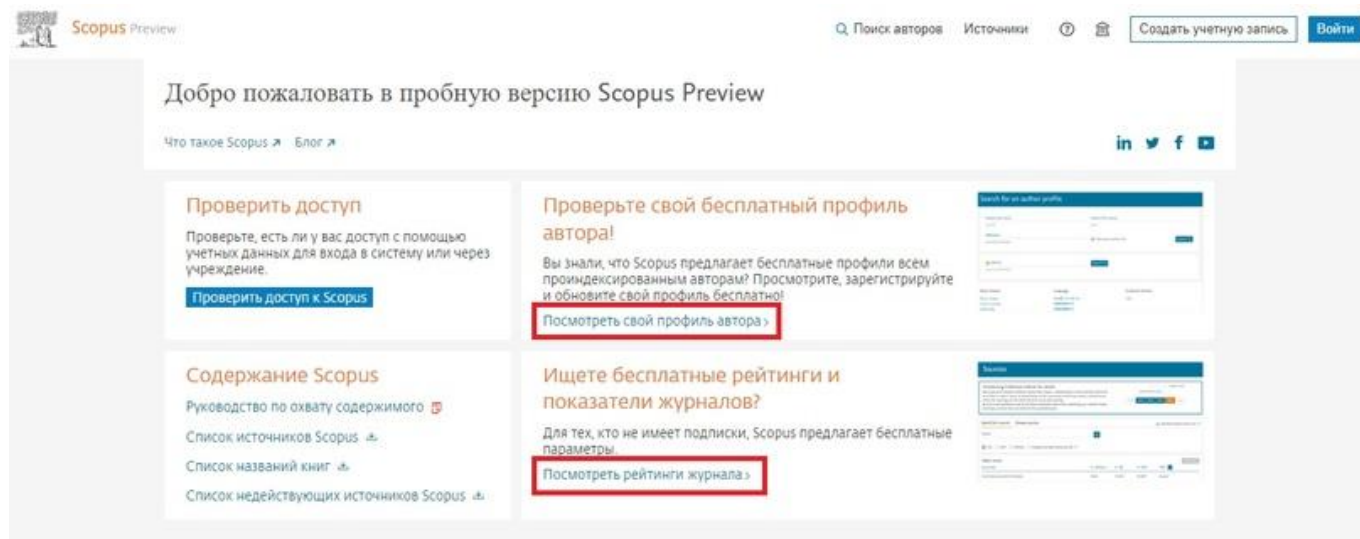 Scopus Preview
Поиск авторов Источники Создать учетную запись Войти
Добро пожаловать в пробную версию Scopus Preview
Что такое Scopus Блог
Проверить доступ
Проверьте, есть ли у вас доступ с помощью
учетных данных для входа в систему или через
учреждение.
Проверить доступ к Scopus
Проверьте свой бесплатный профиль
автора!
Вы знали, что Scopus предлагает бесплатные профили всем
проиндексированным авторам? Просмотрите, зарегистрируйте
и обновите свой профиль бесплатно!
Посмотреть свой профиль автора >
Search for an author profile
Содержание Scopus
Руководство по охвату содержимого
Список источников Scopus
Список названий книг
Список недействующих источников Scopus
Ищете бесплатные рейтинги и
показатели журналов?
Для тех, кто не имеет подписки, Scopus предлагает бесплатные
параметры.
Посмотреть рейтинги журнала >
Sources